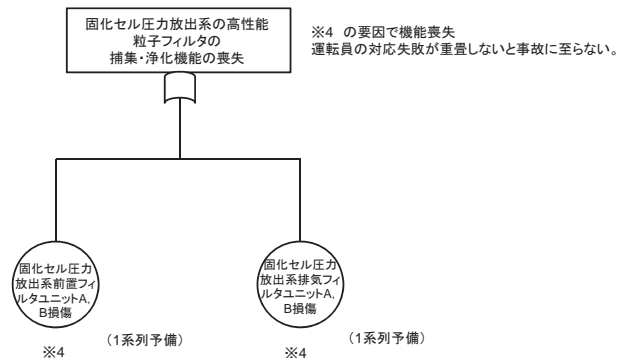 固化セル圧力放出系の高性能
粒子フィルタの
捕集・浄化機能の喪失
※4 の要因で機能喪失
運転員の対応失敗が重畳しないと事故に至らない。
固化セル圧力
放出系前置フィ
ルタユニットA,
B損傷
※4
（1系列予備）
固化セル圧力
放出系排気フィ
ルタユニットA,
B損傷
※4
（1系列予備）